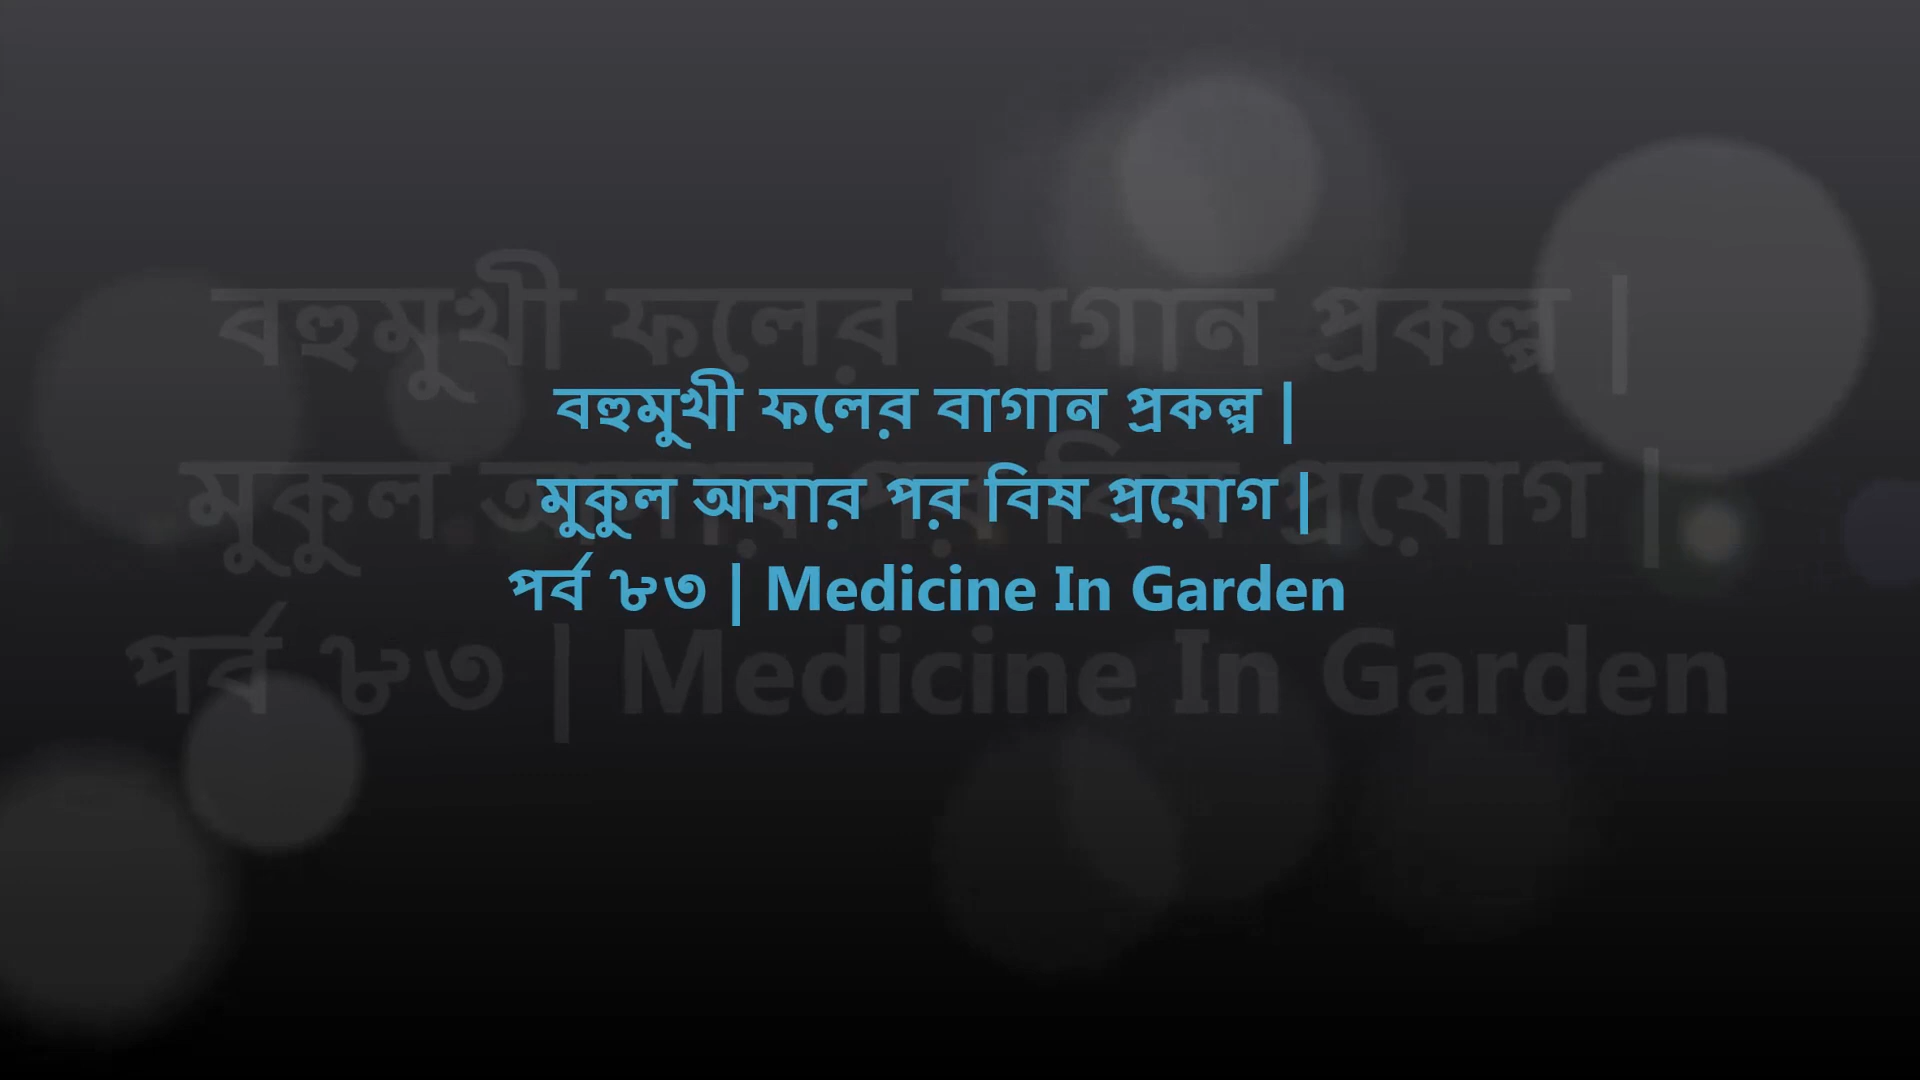 বহুমুখী ফলের বাগান প্রকল্প |
মুকুল আসার পর বিষ প্রয়োগ |
পর্ব ৮৩ | Medicine In Garden